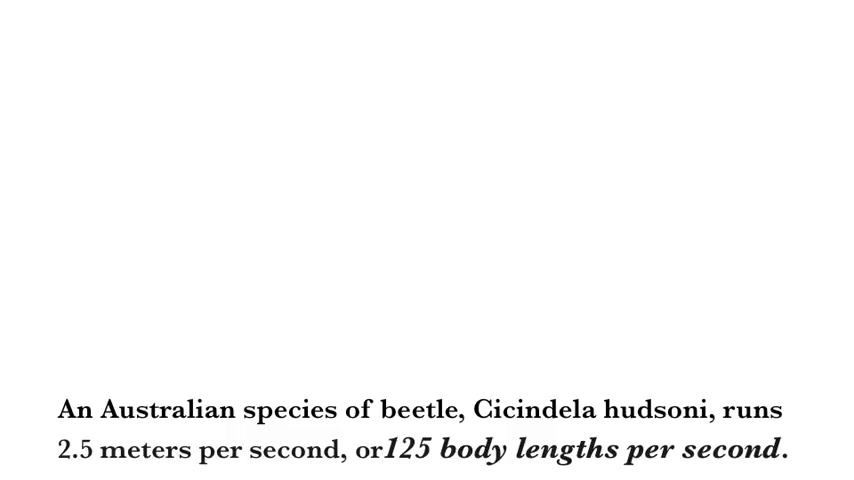 An Australian species of beetle, Cicindela hudsoni, runs
2.5 meters per second, or125 body lengths per second.